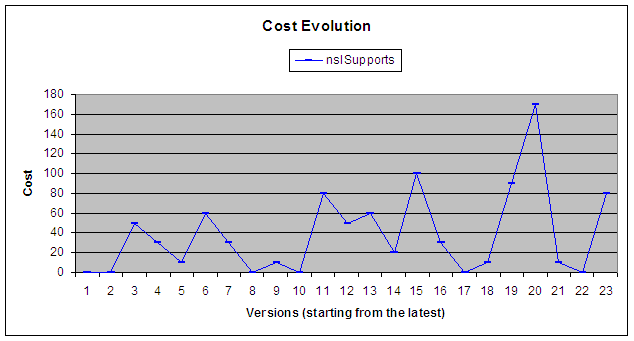 Cost Evolution
nsISupports
180
160
140
120
100
80
60
40
20
0
Cost
1 2 3 4 5 6 7 8 9 10 11 12 13 14 15 16 17 18 19 20 21 22 23
Versions (starting from the latest)